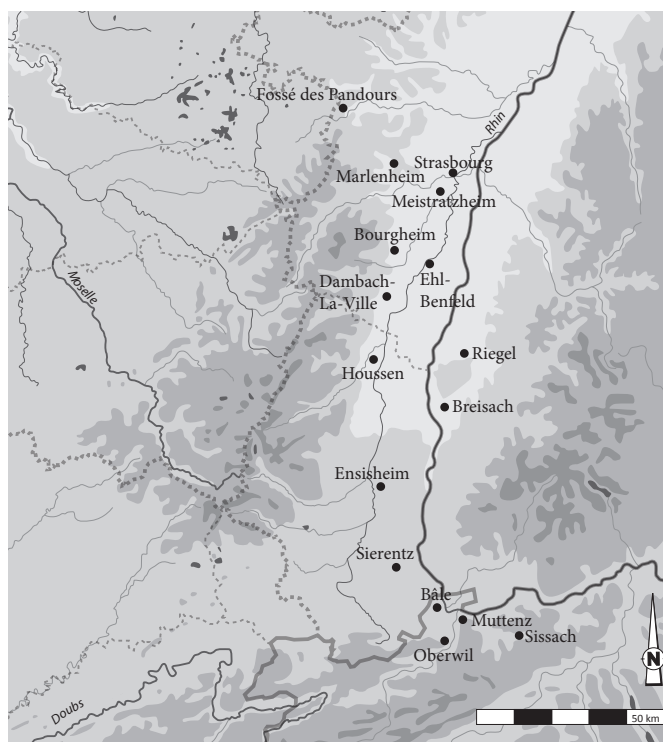 Fossé des Pandours
Rhin
Strasbourg
Marlenheim
Meistratzheim
Bourgheim
Moselle
Dambach-
La-Ville
Ehl-
Benfeld
Riegel
Houssen
Breisach
Ensisheim
Sierentz
Bâle
Muttenz
Sissach
Oberwil
N
Doubs
50 km